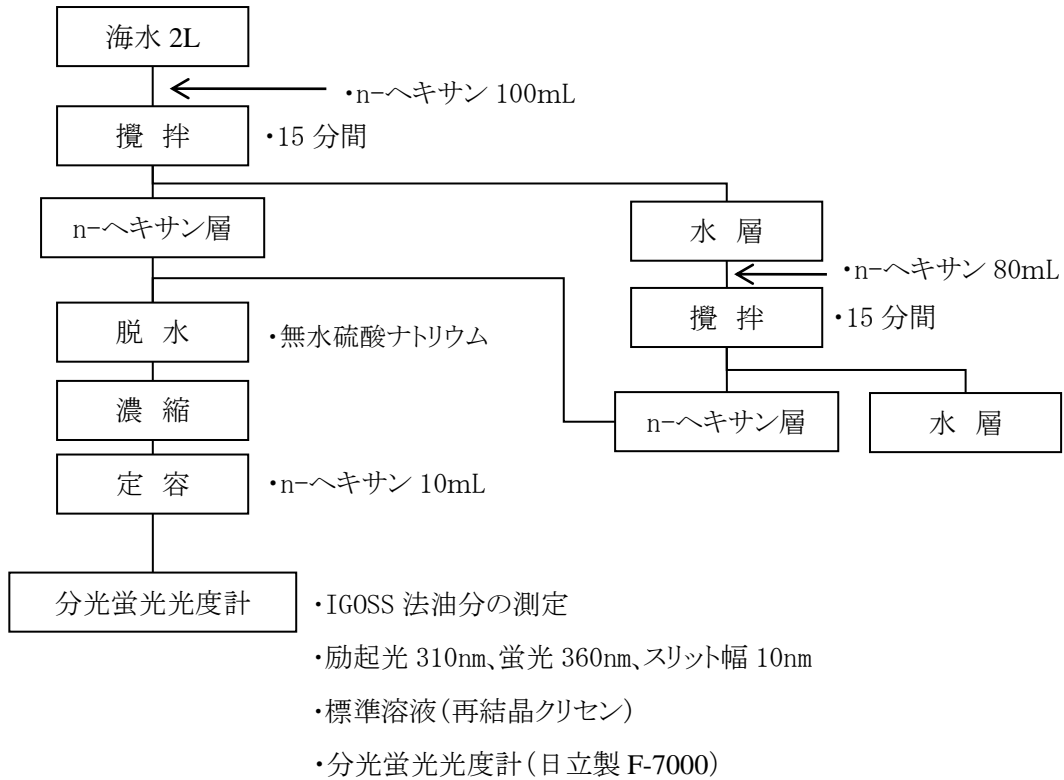 海水 2L
・n-ヘキサン 100mL
攪 拌
・15 分間
n-ヘキサン層
水 層
・n-ヘキサン 80mL
攪 拌
・15 分間
脱 水
・無水硫酸ナトリウム
濃 縮
n-ヘキサン層
水 層
定 容
・n-ヘキサン 10mL
分光蛍光光度計
・IGOSS 法油分の測定
・励起光 310nm、蛍光 360nm、スリット幅 10nm
・標準溶液(再結晶クリセン)
・分光蛍光光度計(日立製 F-7000)